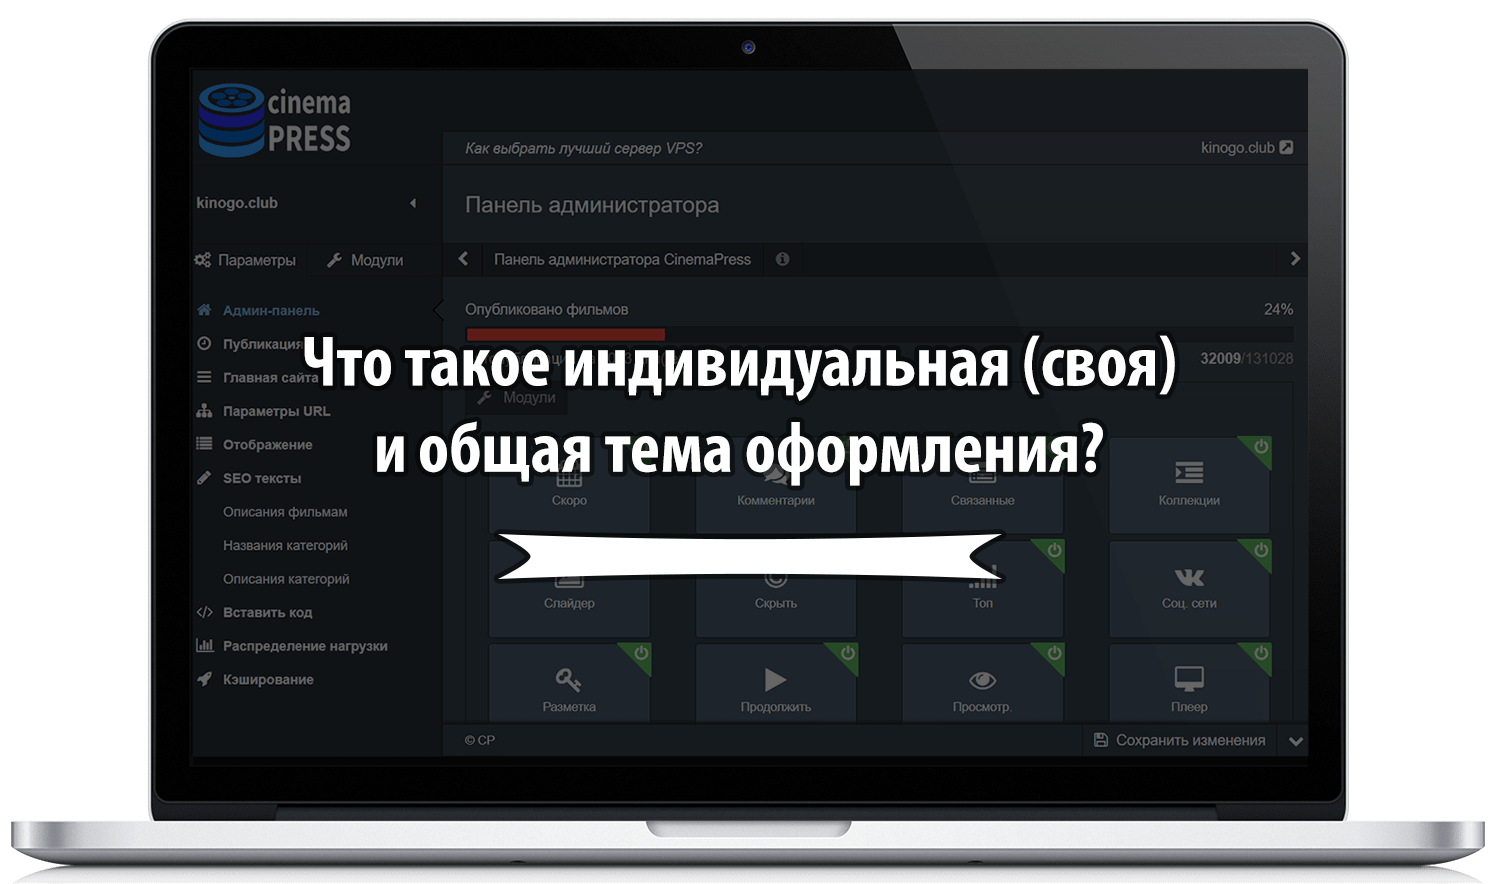 cinema
PRESS
Как выбрать лучший сервер VPS?
kinogo.club
kinogo.club
Панель администратора
Параметры
Модули
Панель администратора CinemaPress
Админ-панель
Опубликовано фильмов
24%
Публикация
32009/131028
Что такое индивидуальная (своя)
и общая тема оформления?
Главная сайта
Модули
Параметры URL
Отображение
SEO тексты
Описания фильмам
Названия категорий
Описания категорий
Вставить код
Распределение нагрузки
Кэширование
Скоро
Комментарии
Связанные
Коллекции
Слайдер
Скрыть
Топ
Соц. сети
Разметка
Продолжить
Просмотр.
Плеер
© CP
Сохранить изменения